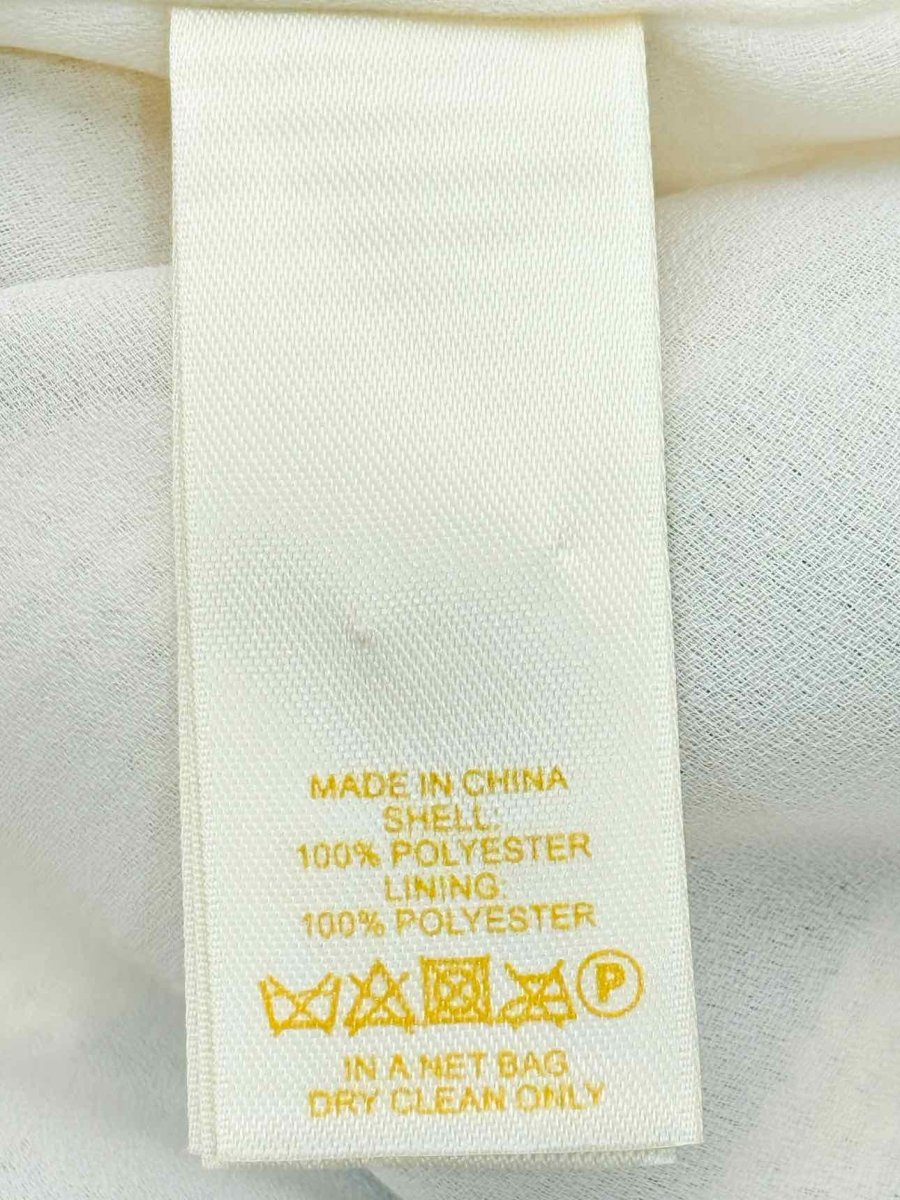 MADE IN CHINA
SHELL:
100% POLYESTER
LINING:
100% POLYESTER
P
IN A NET BAG
DRY CLEAN ONLY